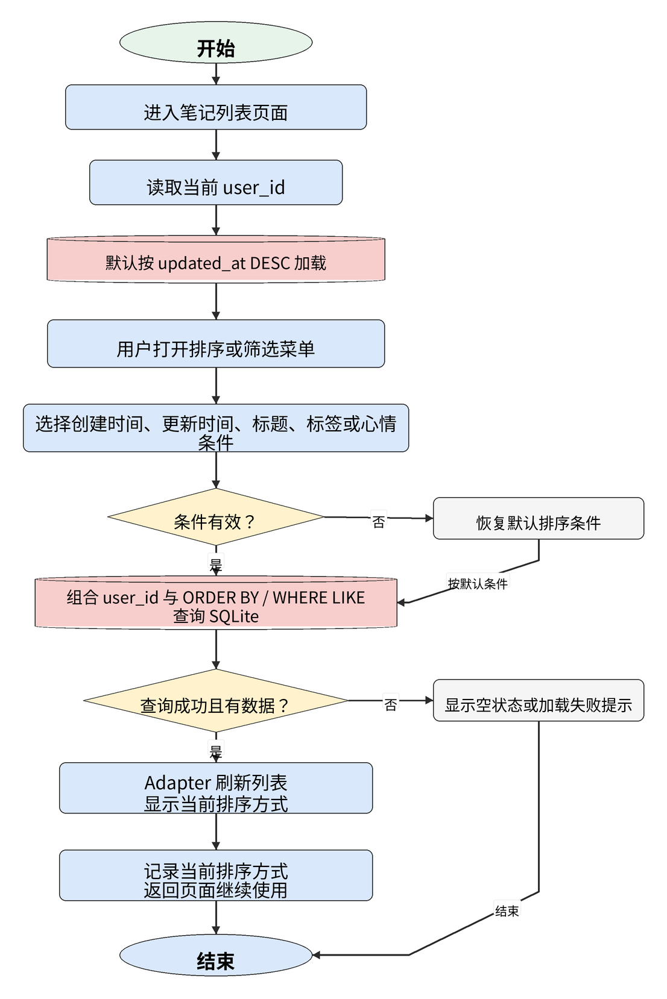 开始
进入笔记列表页面
读取当前 user_id
默认按 updated_at DESC 加载
用户打开排序或筛选菜单
选择创建时间、更新时间、标题、标签或心情
条件
条件有效？
否
恢复默认排序条件
是
按默认条件
组合 user_id 与 ORDER BY / WHERE LIKE
查询 SQLite
查询成功且有数据？
否
显示空状态或加载失败提示
是
Adapter 刷新列表
显示当前排序方式
记录当前排序方式
返回页面继续使用
结束
结束